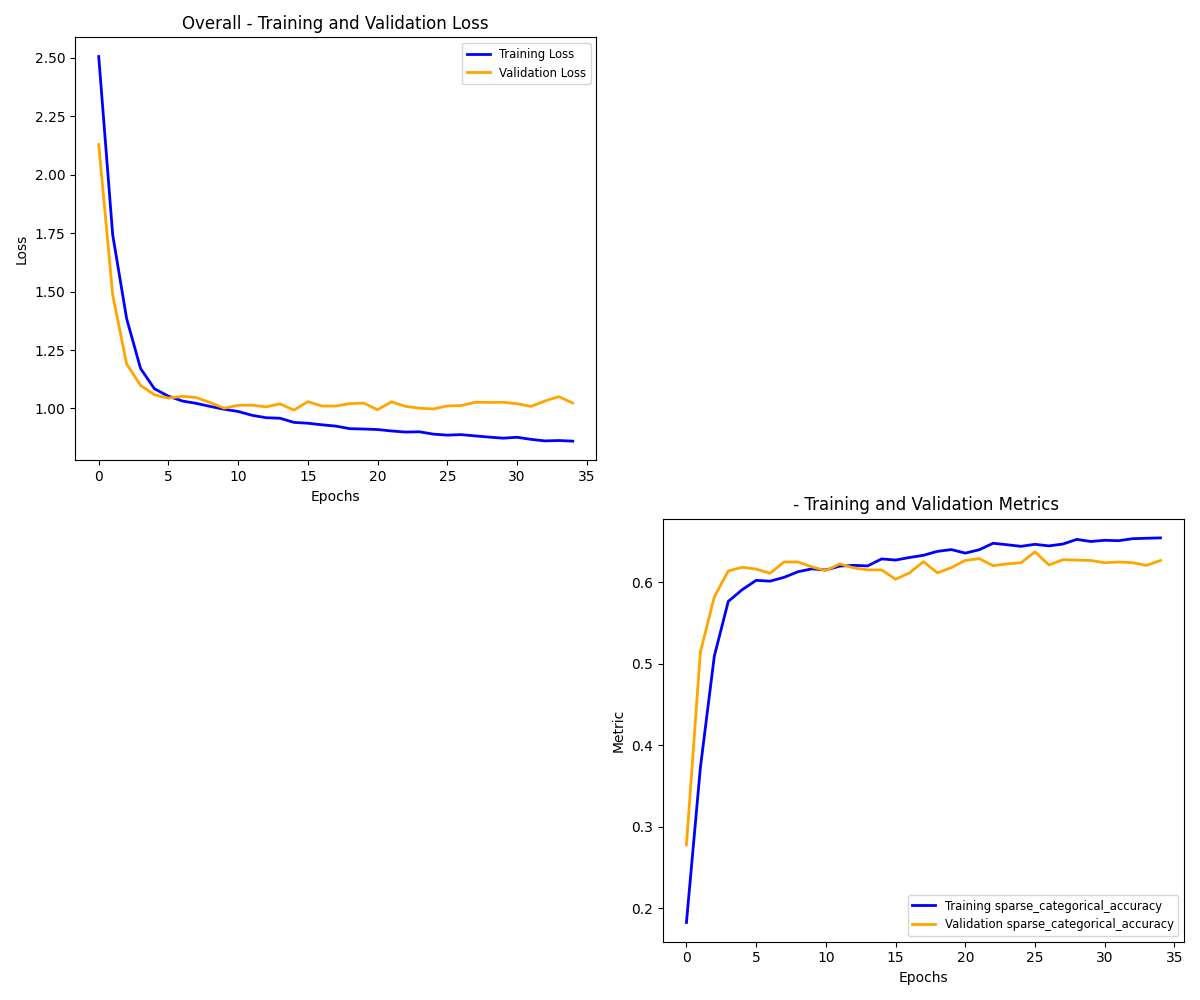 Overall - Training and Validation Loss
Training Loss
Validation Loss
2.50
2.25
2.00
1.75
1.50
1.25
1.00
Loss
0 5 10 15 20 25 30 35
Epochs
- Training and Validation Metrics
0.6
0.5
0.4
0.3
0.2
Metric
Training sparse_categorical_accuracy
Validation sparse_categorical_accuracy
0 5 10 15 20 25 30 35
Epochs